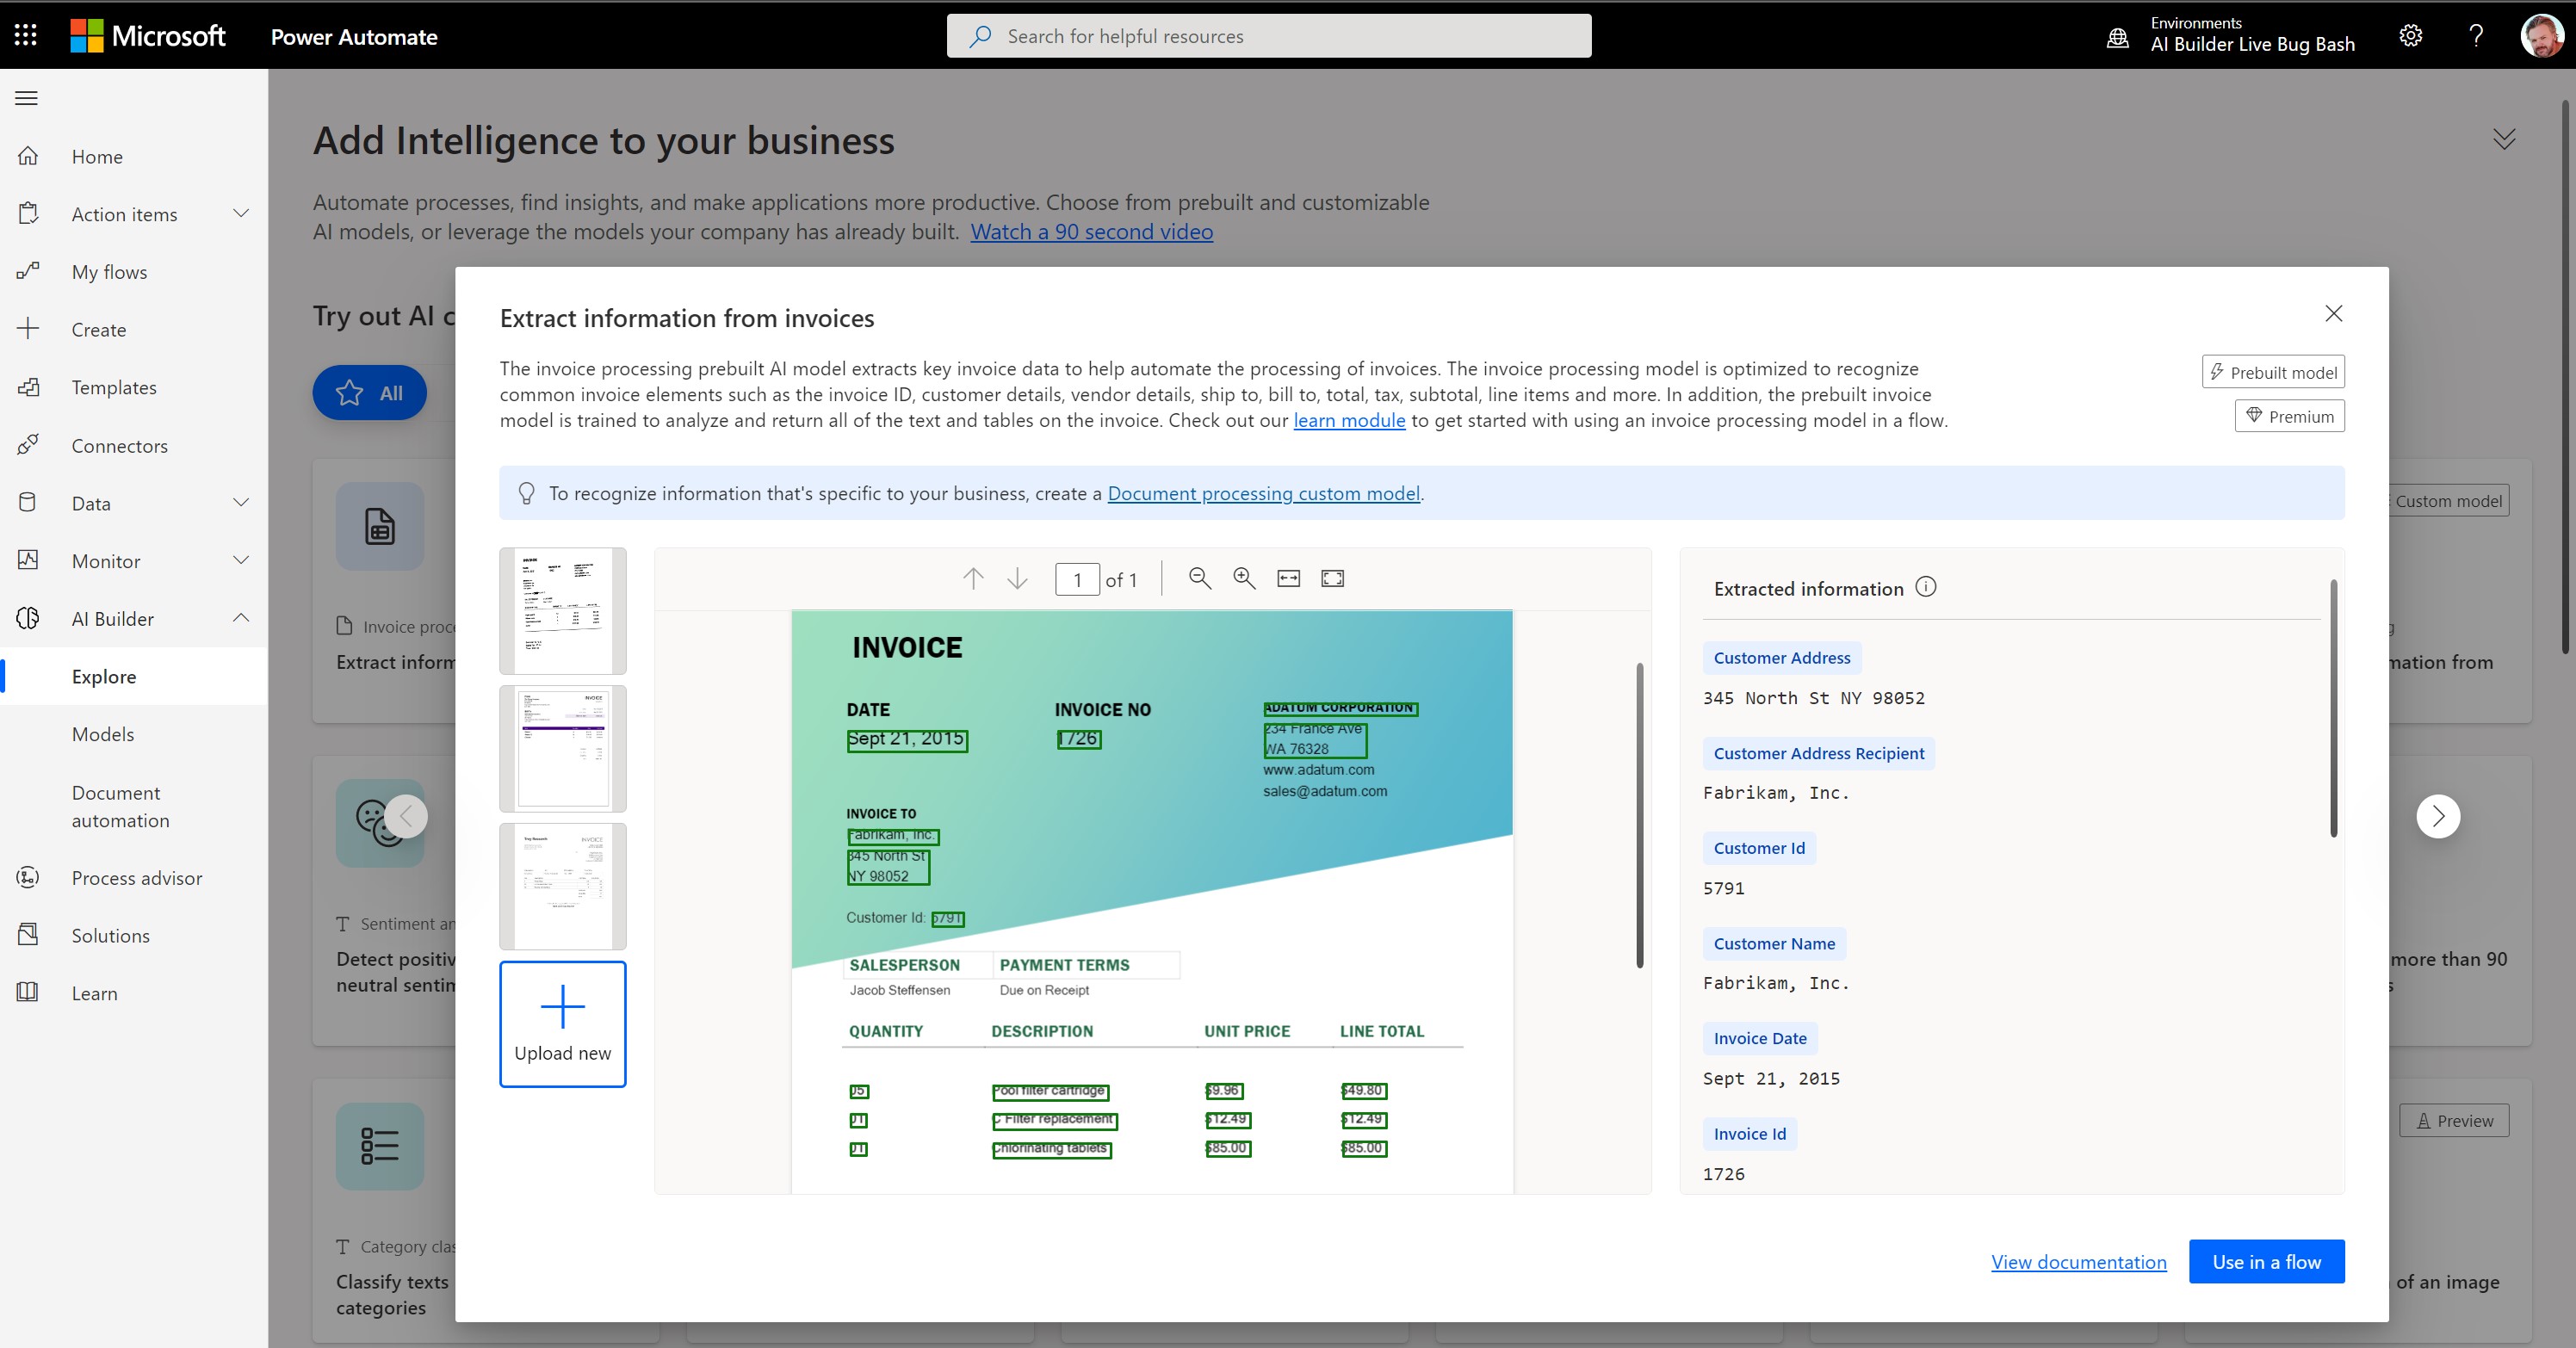 Microsoft
Power Automate
Search for helpful resources
Environments
AI Builder Live Bug Bash
Home
Action items
My flows
Create
Templates
Connectors
Data
Monitor
AI Builder
Explore
Models
Document
automation
Process advisor
Solutions
Learn
Add Intelligence to your business
Automate processes, find insights, and make applications more productive. Choose from prebuilt and customizable
AI models, or leverage the models your company has already built. Watch a 90 second video
Try out AI
All
Invoice
Extract
Sentiment
Detect
neutral
Category
Classify texts
categories
Custom model
from
more than 90
Preview
of an image
Extract information from invoices
The invoice processing prebuilt AI model extracts key invoice data to help automate the processing of invoices. The invoice processing model is optimized to recognize
common invoice elements such as the invoice ID, customer details, vendor details, ship to, bill to, total, tax, subtotal, line items and more. In addition, the prebuilt invoice
model is trained to analyze and return all of the text and tables on the invoice. Check out our learn module to get started with using an invoice processing model in a flow.
Prebuilt model
Premium
To recognize information that's specific to your business, create a Document processing custom model.
Upload new
1 of 1
INVOICE
DATE
INVOICE NO
ADATUM CORPORATION
Sept 21, 2015
1726
234 France Ave
WA 76328
www.adatum.com
sales@adatum.com
INVOICE TO
Fabrikam, Inc.
345 North St
NY 98052
Customer Id: 5791
SALESPERSON PAYMENT TERMS
Jacob Steffensen Due on Receipt
QUANTITY DESCRIPTION UNIT PRICE LINE TOTAL
05 Pool filter cartridge $9.96 $49.80
01 C Filter replacement $12.49 $12.49
01 Chlorinating tablets $85.00 $85.00
Extracted information
Customer Address
345 North St NY 98052
Customer Address Recipient
Fabrikam, Inc.
Customer Id
5791
Customer Name
Fabrikam, Inc.
Invoice Date
Sept 21, 2015
Invoice Id
1726
View documentation
Use in a flow